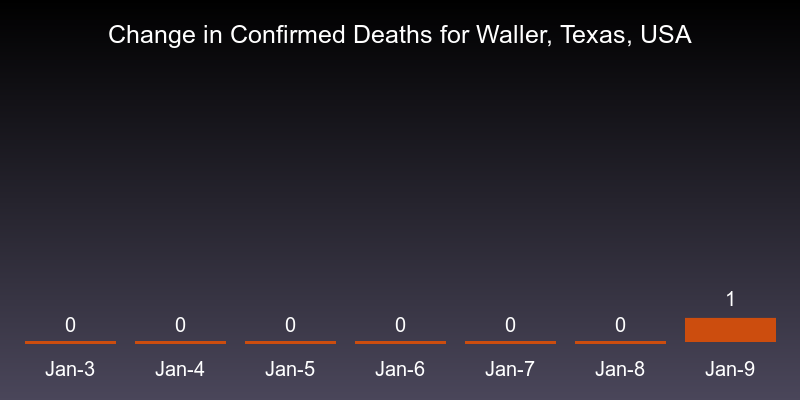 Change in Confirmed Deaths for Waller, Texas, USA
0 0 0 0 0 0 1
Jan-3 Jan-4 Jan-5 Jan-6 Jan-7 Jan-8 Jan-9